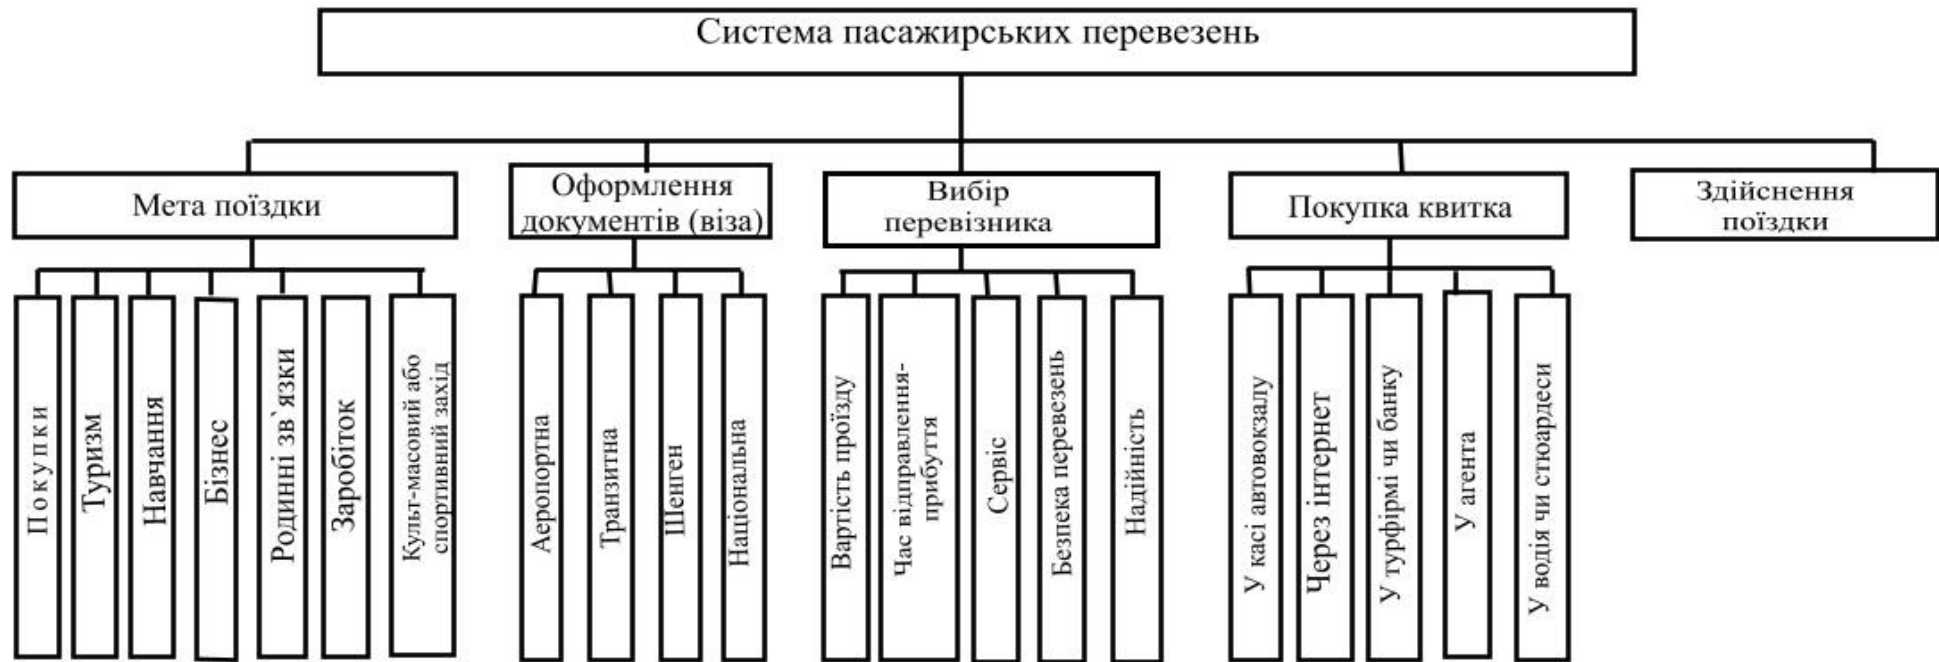 Система пасажирських перевезень
Мета поїздки
Оформлення
документів (віза)
Вибір
перевізника
Покупка квитка
Здійснення
поїздки
Покупки
Туризм
Навчання
Бізнес
Родинні зв`язки
Заробіток
Культ-масовий або
спортивний захід
Аеропортна
Транзитна
Шенген
Національна
Вартість проїзду
Час відправлення-
прибуття
Сервіс
Безпека перевезень
Надійність
У касі автовокзалу
Через інтернет
У турфірмі чи банку
У агента
У водія чи стюардеси